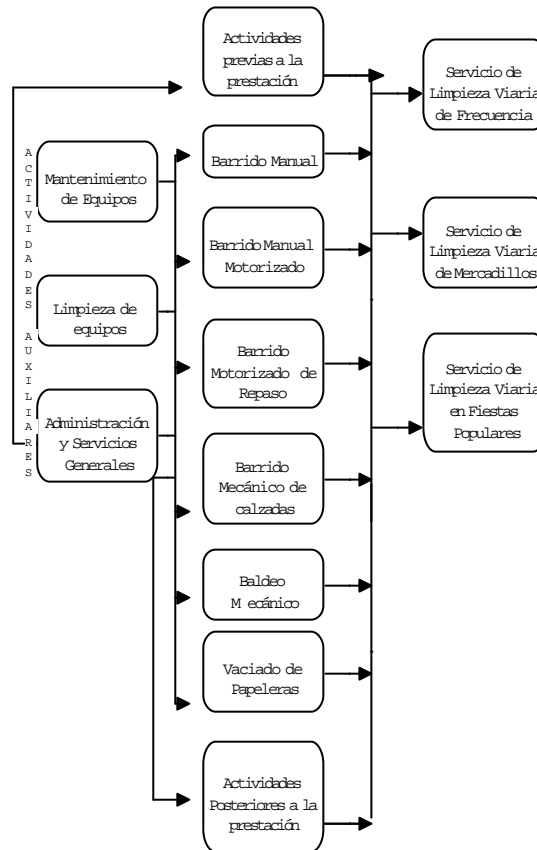 ACTIVIDADES AUXILIARES
Mantenimiento
de Equipos
Limpieza de
equipos
Administración
y Servicios
Generales
Actividades
previas a la
prestación
Barrido Manual
Barrido Manual
Motorizado
Barrido
Motorizado de
Repaso
Barrido
Mecánico de
calzadas
Baldeo
M ecánico
Vaciado de
Papeleras
Actividades
Posteriores a la
prestación
Servicio de
Limpieza Viaria
de Frecuencia
Servicio de
Limpieza Viaria
de Mercadillos
Servicio de
Limpieza Viaria
en Fiestas
Populares